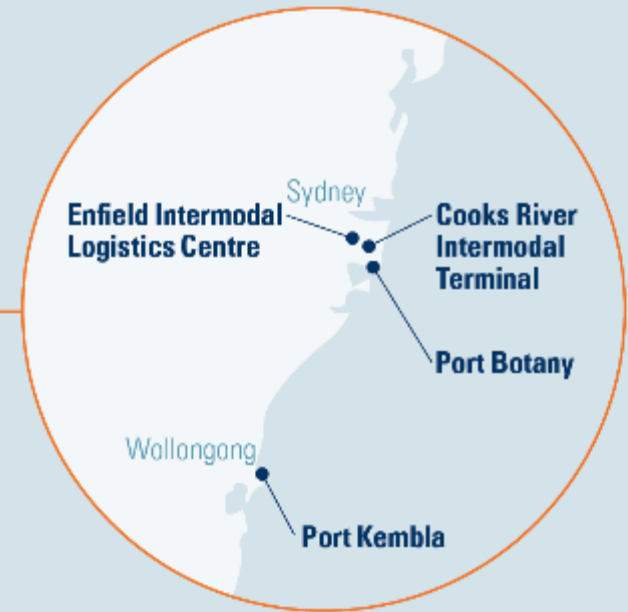 Sydney
Enfield Intermodal
Logistics Centre
Cooks River
Intermodal
Terminal
Port Botany
Wollongong
Port Kembla